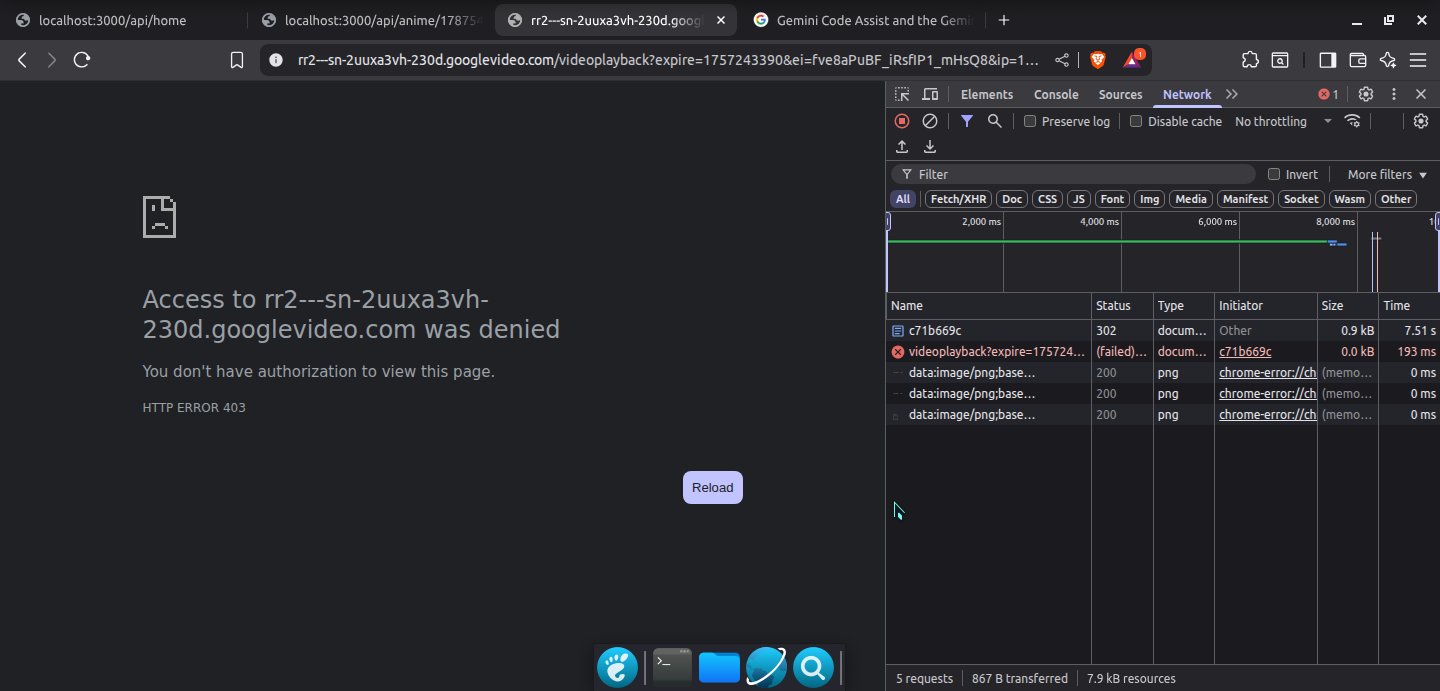 localhost:3000/api/home
localhost:3000/api/anime/17875
rr2---sn-2uuxa3vh-230d.goog
Gemini Code Assist and the Gemi
rr2---sn-2uuxa3vh-230d.googlevideo.com/videoplayback?expire=1757243390&ei=fve8aPuBF_iRsfIP1_mHsQ8&ip=1...
1
Elements Console Sources Network
1
Preserve log Disable cache No throttling
Filter Invert More filters
All Fetch/XHR Doc CSS JS Font Img Media Manifest Socket Wasm Other
2,000 ms 4,000 ms 6,000 ms 8,000 ms 1
Name Status Type Initiator Size Time
c71b669c 302 docum... Other 0.9 kB 7.51 s
videoplayback?expire=175724... (failed)... docum... c71b669c 0.0 kB 193 ms
data:image/png;base... 200 png chrome-error://ch (memo... 0 ms
data:image/png;base... 200 png chrome-error://ch (memo... 0 ms
data:image/png;base... 200 png chrome-error://ch (memo... 0 ms
Access to rr2---sn-2uuxa3vh-
230d.googlevideo.com was denied
You don't have authorization to view this page.
HTTP ERROR 403
Reload
5 requests 867 B transferred 7.9 kB resources